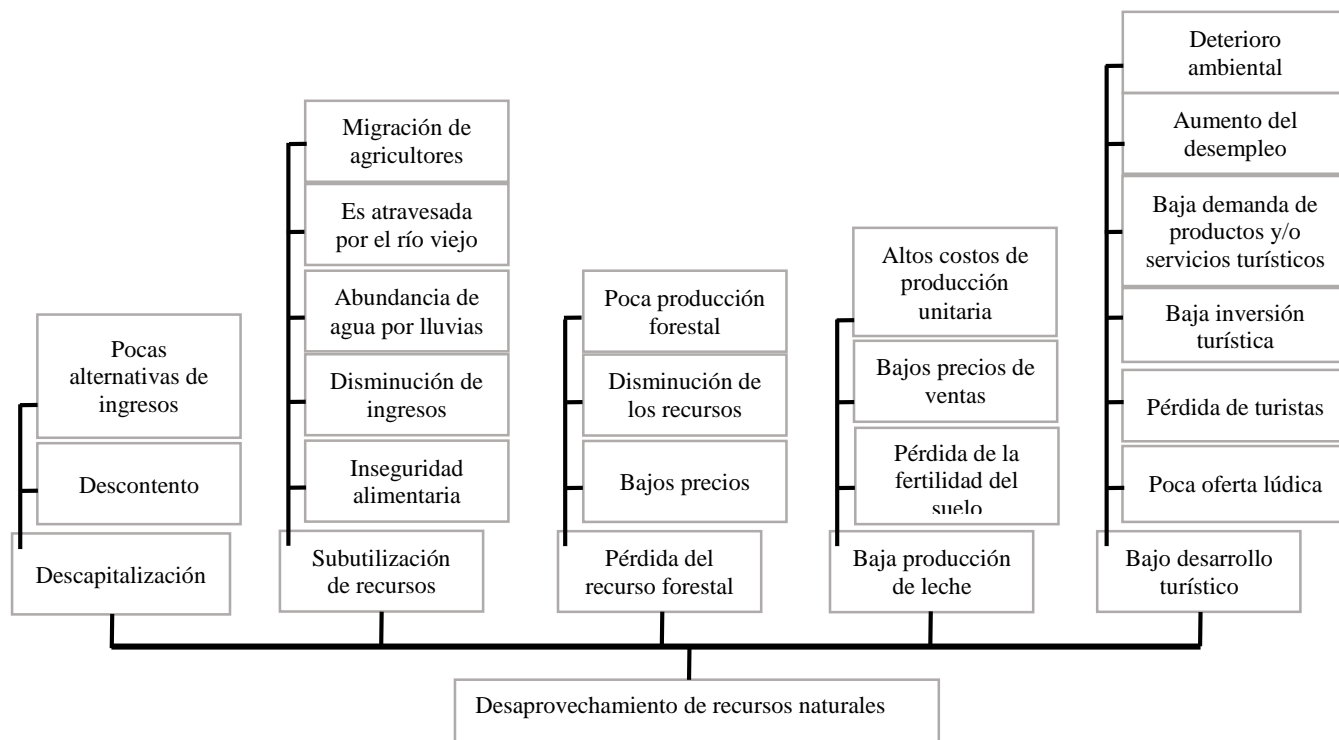 Pocas
alternativas de
ingresos
Descontento
Descapitalización
Migración de
agricultores
Es atravesada
por el río viejo
Abundancia de
agua por lluvias
Disminución de
ingresos
Inseguridad
alimentaria
Subutilización
de recursos
Poca producción
forestal
Disminución de
los recursos
Bajos precios
Pérdida del
recurso forestal
Altos costos de
producción
unitaria
Bajos precios de
ventas
Pérdida de la
fertilidad del
suelo
Baja producción
de leche
Deterioro
ambiental
Aumento del
desempleo
Baja demanda de
productos y/o
servicios turísticos
Baja inversión
turística
Pérdida de turistas
Poca oferta lúdica
Bajo desarrollo
turístico
Desaprovechamiento de recursos naturales